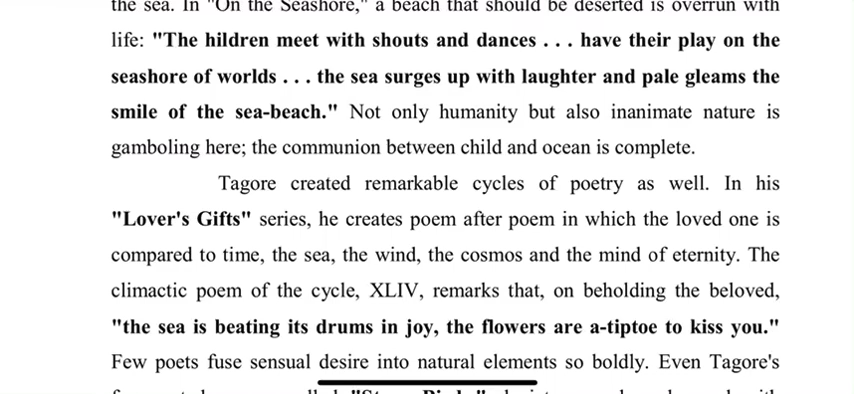 the sea. In "On the Seashore," a beach that should be deserted is overrun with
life: "The hildren meet with shouts and dances . . . have their play on the
seashore of worlds . . . the sea surges up with laughter and pale gleams the
smile of the sea-beach." Not only humanity but also inanimate nature is
gamboling here; the communion between child and ocean is complete.
Tagore created remarkable cycles of poetry as well. In his
"Lover's Gifts" series, he creates poem after poem in which the loved one is
compared to time, the sea, the wind, the cosmos and the mind of eternity. The
climactic poem of the cycle, XLIV, remarks that, on beholding the beloved,
"the sea is beating its drums in joy, the flowers are a-tiptoe to kiss you."
Few poets fuse sensual desire into natural elements so boldly. Even Tagore's